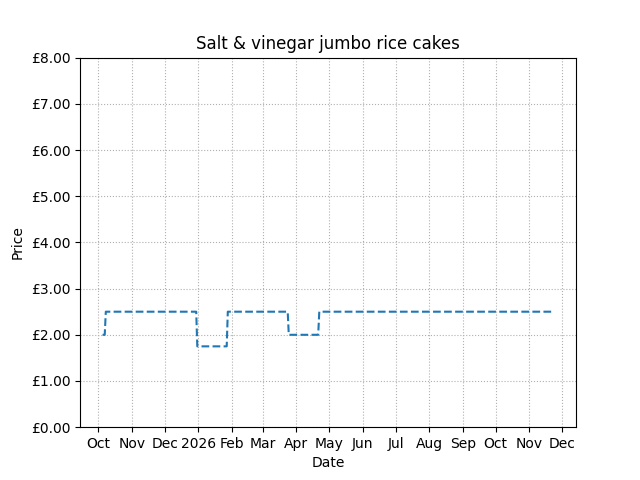 Salt & vinegar jumbo rice cakes
£8.00
£7.00
£6.00
£5.00
£4.00
£3.00
£2.00
£1.00
£0.00
Price
Oct Nov Dec 2026 Feb Mar Apr May Jun Jul Aug Sep Oct Nov Dec
Date